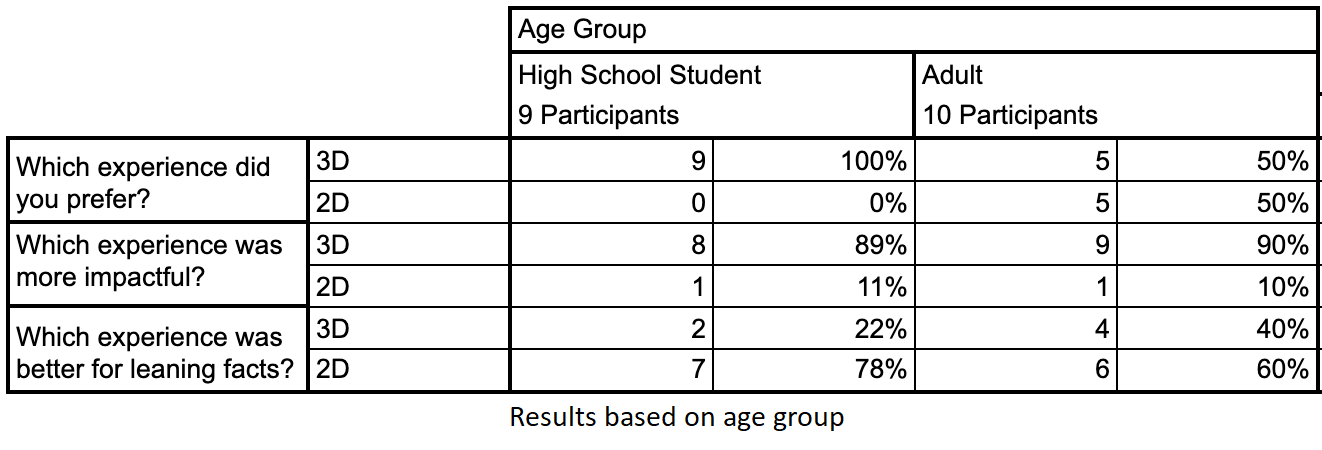 Age Group
High School Student Adult
9 Participants 10 Participants
Which experience did you prefer? 3D 9 100% 5 50%
2D 0 0% 5 50%
Which experience was more impactful? 3D 8 89% 9 90%
2D 1 11% 1 10%
Which experience was better for leaning facts? 3D 2 22% 4 40%
2D 7 78% 6 60%
Results based on age group